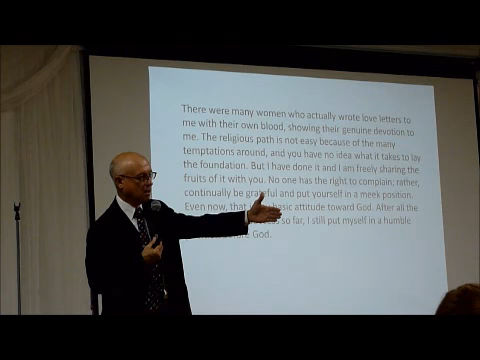 There were many women who actually wrote love letters to
me with their own blood, showing their genuine devotion to
me. The religious path is not easy because of the many
temptations around, and you have no idea what it takes to lay
the foundation. But I have done it and I am freely sharing the
fruits of it with you. No one has the right to complain; rather,
continually be grateful and put yourself in a meek position.
Even now, that basic attitude toward God. After all the
so far, I still put myself in a humble
God.